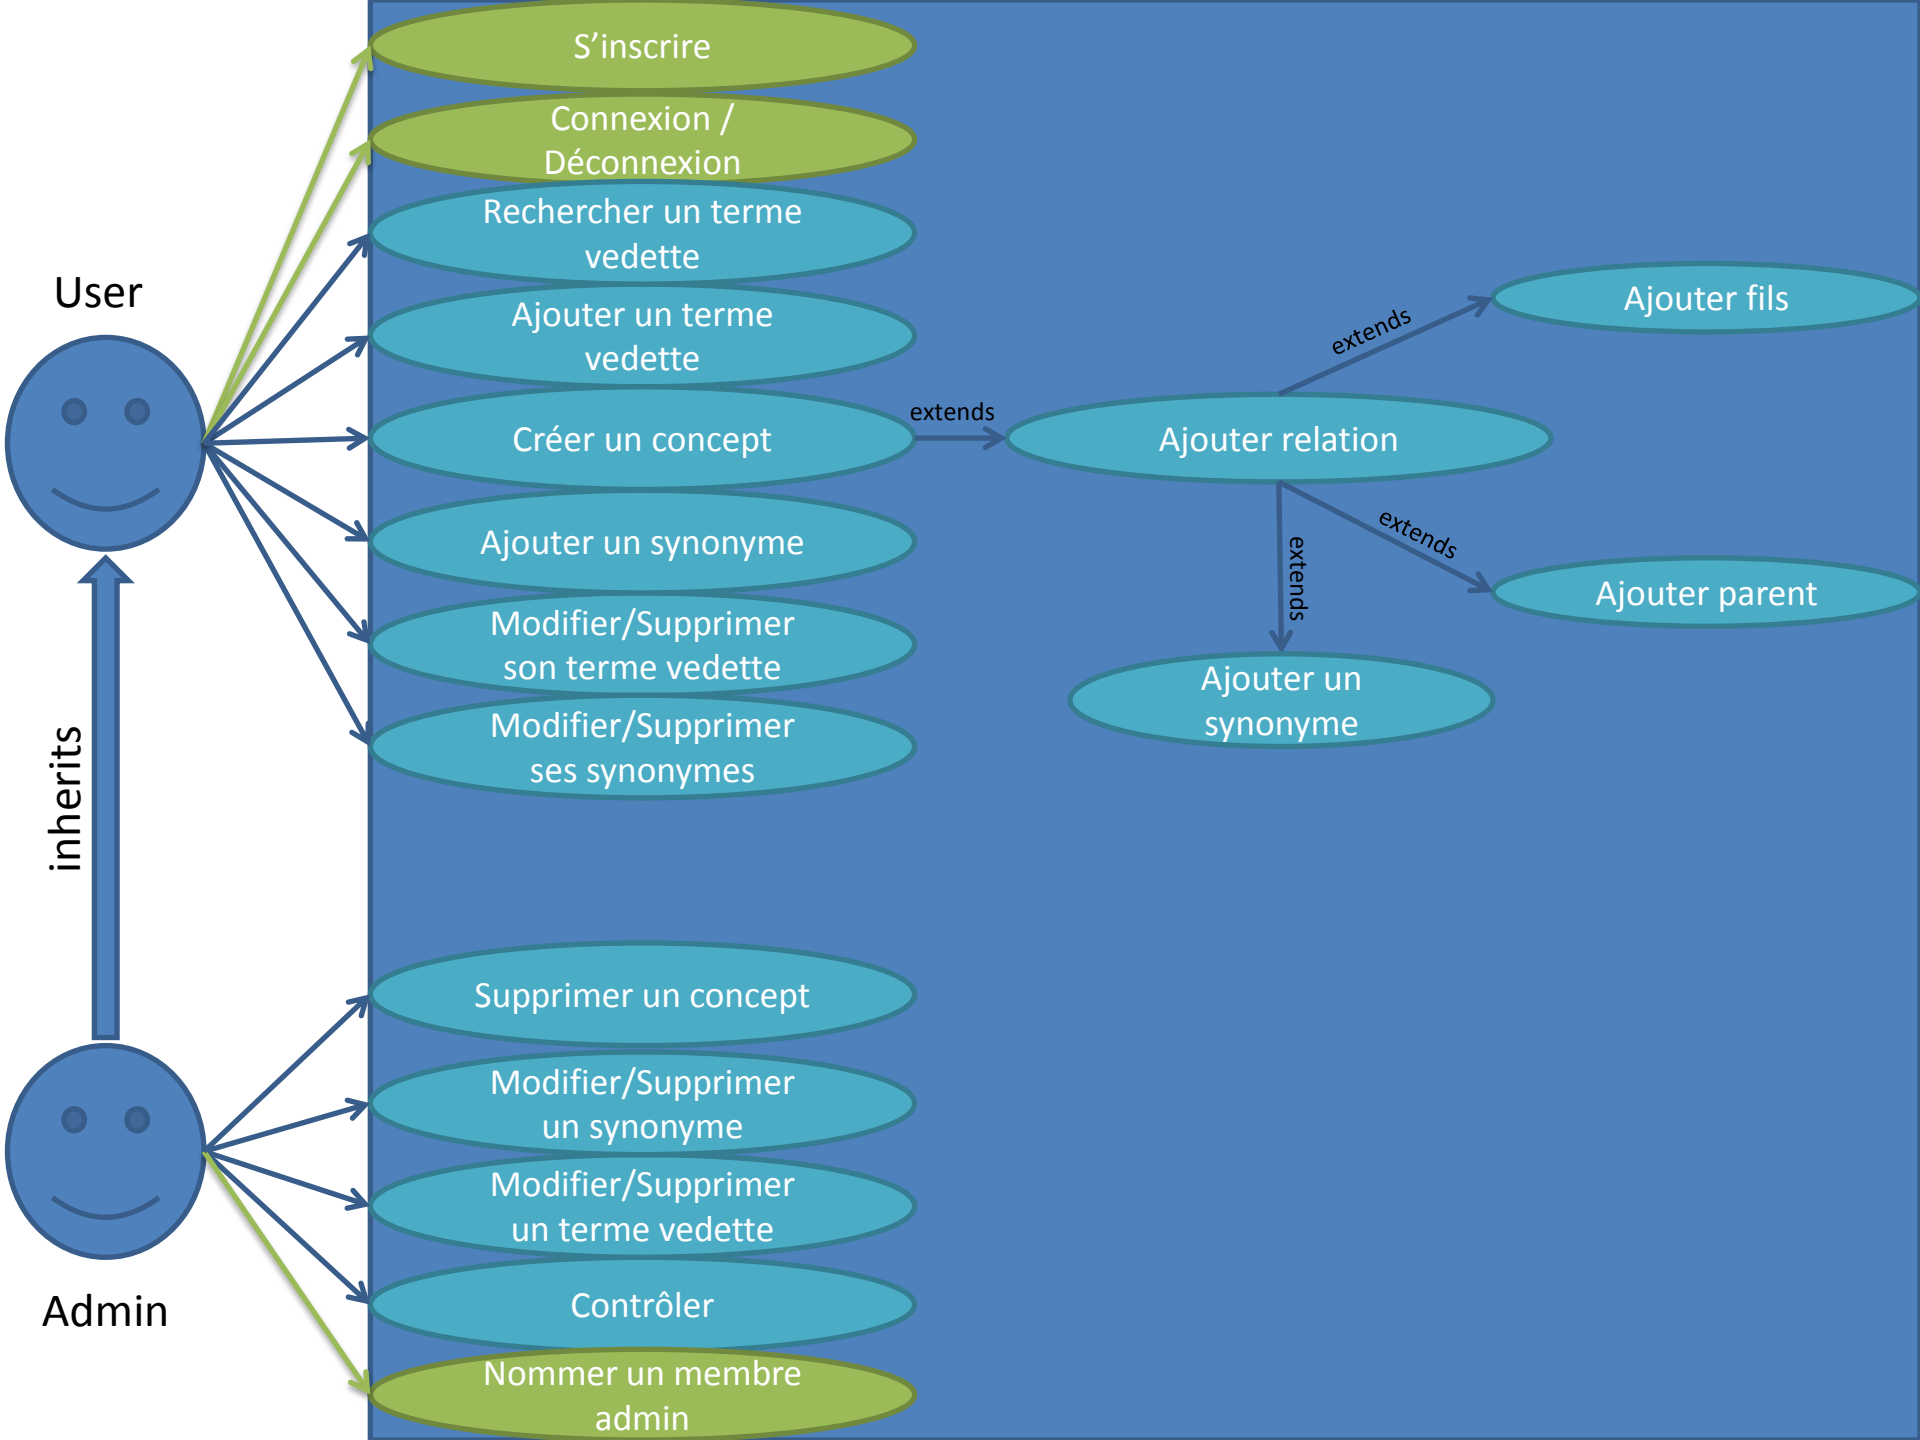 S’inscrire
Connexion /
Déconnexion
Rechercher un terme
vedette
User
Ajouter un terme
vedette
Ajouter fils
extends
Créer un concept
extends
Ajouter relation
Ajouter un synonyme
extends
extends
Ajouter parent
Modifier/Supprimer
son terme vedette
Ajouter un
synonyme
Modifier/Supprimer
ses synonymes
inherits
Supprimer un concept
Modifier/Supprimer
un synonyme
Modifier/Supprimer
un terme vedette
Admin
Contrôler
Nommer un membre
admin